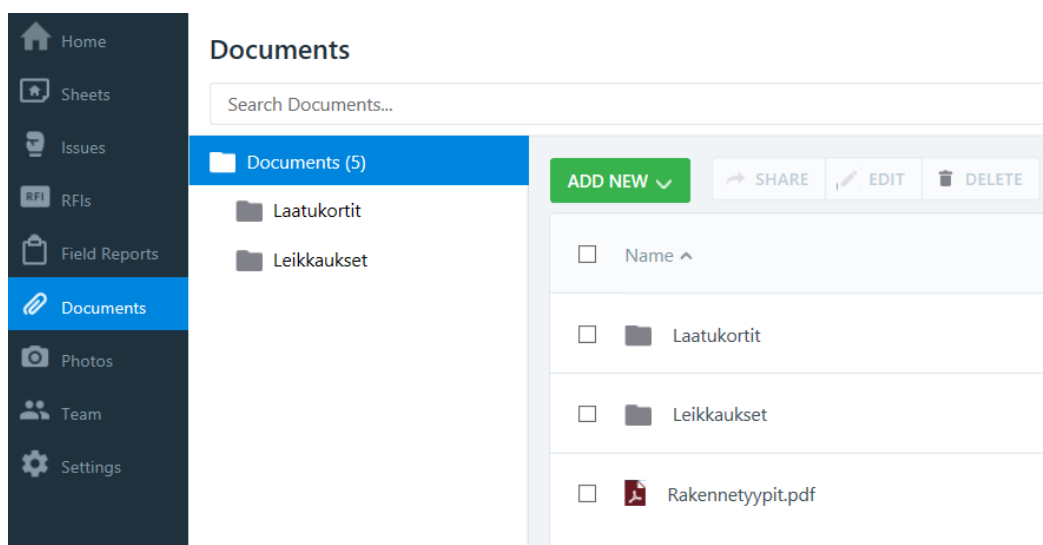 Home
Sheets
Issues
RFI RFIs
Field Reports
Documents
Photos
Team
Settings
Documents
Search Documents...
Documents (5)
Laatukortit
Leikkaukset
ADD NEW SHARE EDIT DELETE
Name
Laatukortit
Leikkaukset
Rakennetyypit.pdf